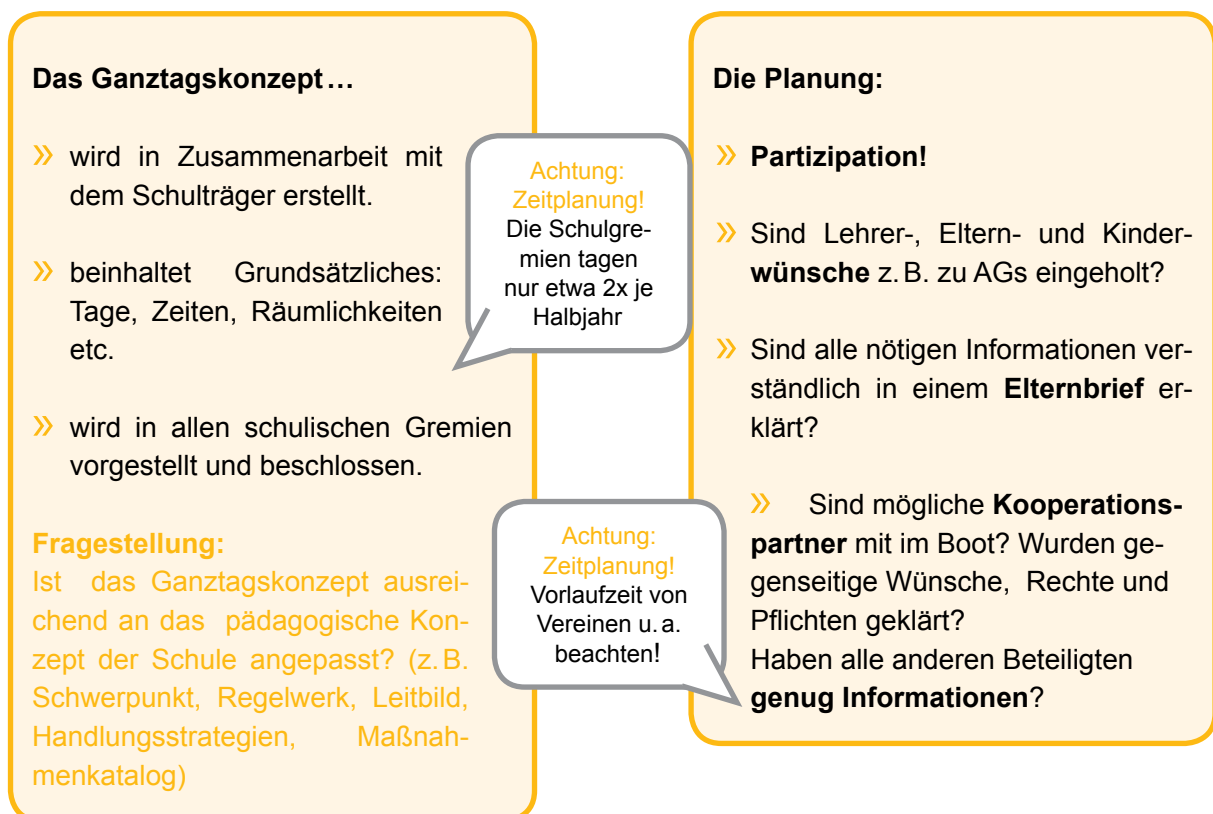 Das Ganztagskonzept…
» wird in Zusammenarbeit mit
dem Schulträger erstellt.
» beinhaltet Grundsätzliches:
Tage, Zeiten, Räumlichkeiten
etc.
» wird in allen schulischen Gremien
vorgestellt und beschlossen.
Fragestellung:
Ist das Ganztagskonzept ausrei-
chend an das pädagogische Kon-
zept der Schule angepasst? (z. B.
Schwerpunkt, Regelwerk, Leitbild,
Handlungsstrategien, Maßnah-
menkatalog)
Achtung:
Zeitplanung!
Die Schulgre-
mien tagen
nur etwa 2x je
Halbjahr
Die Planung:
» Partizipation!
» Sind Lehrer-, Eltern- und Kinder-
wünsche z. B. zu AGs eingeholt?
» Sind alle nötigen Informationen ver-
ständlich in einem Elternbrief er-
klärt?
» Sind mögliche Kooperations-
partner mit im Boot? Wurden ge-
genseitige Wünsche, Rechte und
Pflichten geklärt?
Haben alle anderen Beteiligten
genug Informationen?
Achtung:
Zeitplanung!
Vorlaufzeit von
Vereinen u. a.
beachten!